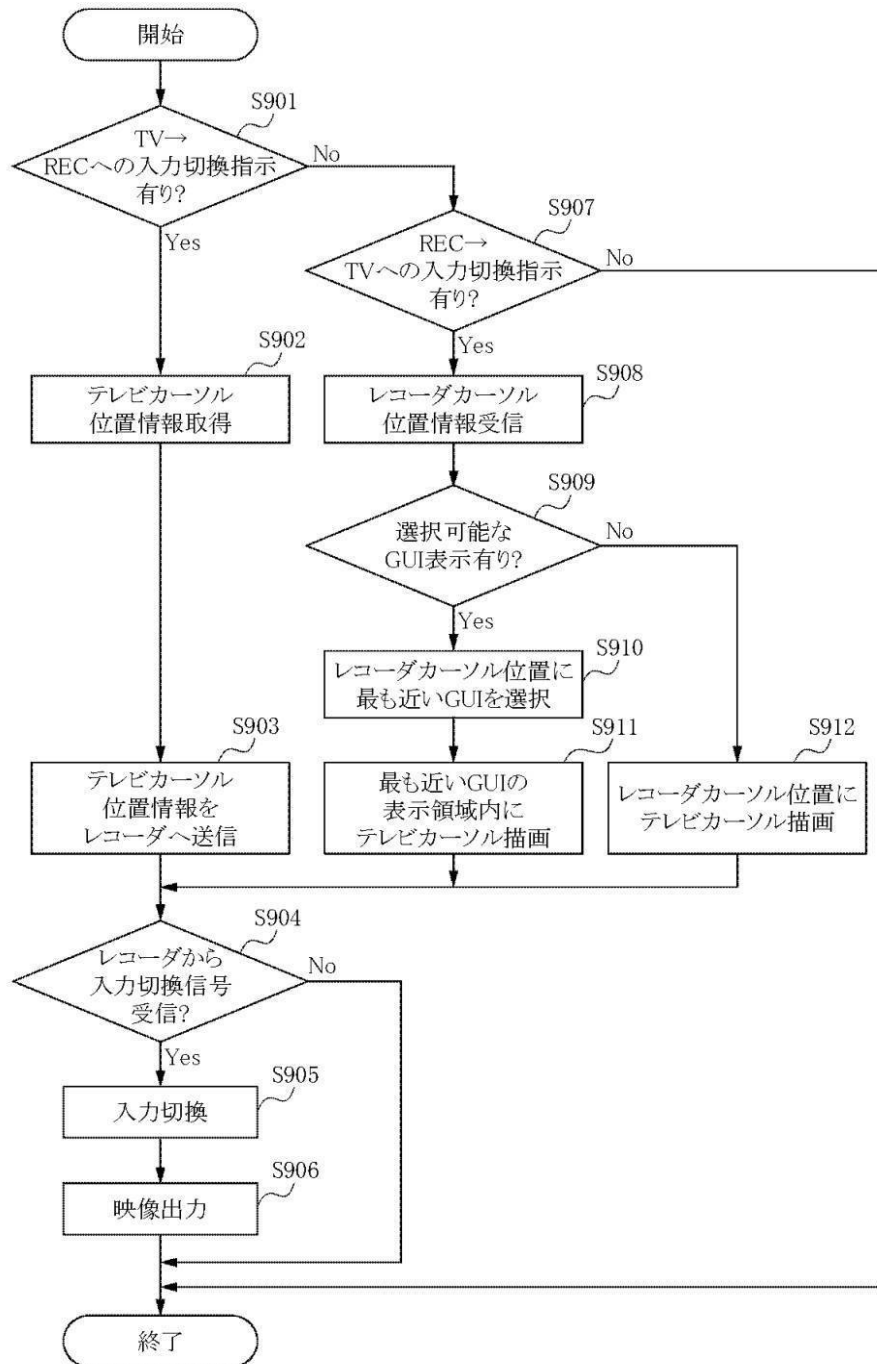 開始
S901
TV→
RECへの入力切換指示
有り?
No
Yes
S907
REC→
TVへの入力切換指示
有り?
No
Yes
S902
テレビカーソル
位置情報取得
S908
レコーダカーソル
位置情報受信
S909
選択可能な
GUI表示有り?
No
Yes
S910
レコーダカーソル位置に
最も近いGUIを選択
S903
テレビカーソル
位置情報を
レコーダへ送信
S911
最も近いGUIの
表示領域内に
テレビカーソル描画
S912
レコーダカーソル位置に
テレビカーソル描画
S904
レコーダから
入力切換信号
受信?
No
Yes
S905
入力切換
S906
映像出力
終了